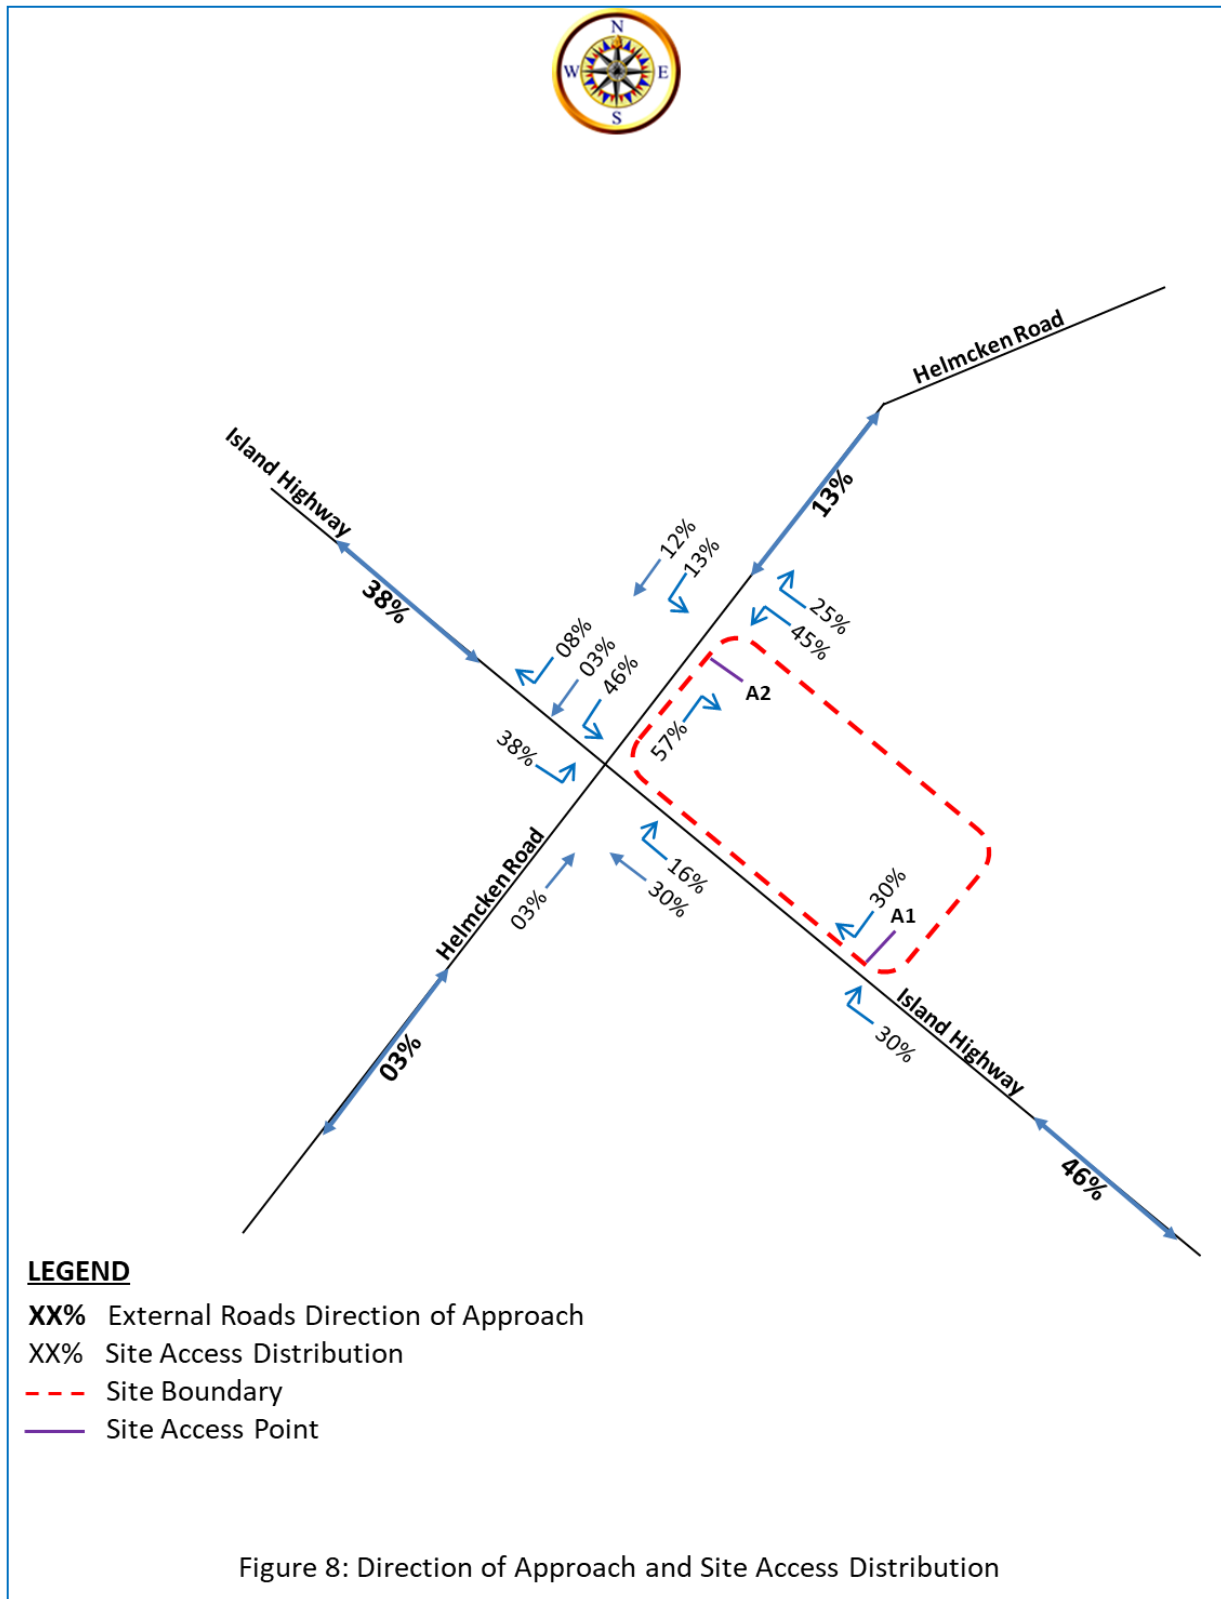 N
W
E
S
Helmcken Road
Island Highway
13%
38%
12%
13%
25%
45%
08%
03%
46%
A2
57%
38%
Helmcken Road
16%
30%
03%
30%
A1
Island Highway
30%
03%
46%
LEGEND
XX% External Roads Direction of Approach
XX% Site Access Distribution
Site Boundary
Site Access Point
Figure 8: Direction of Approach and Site Access Distribution